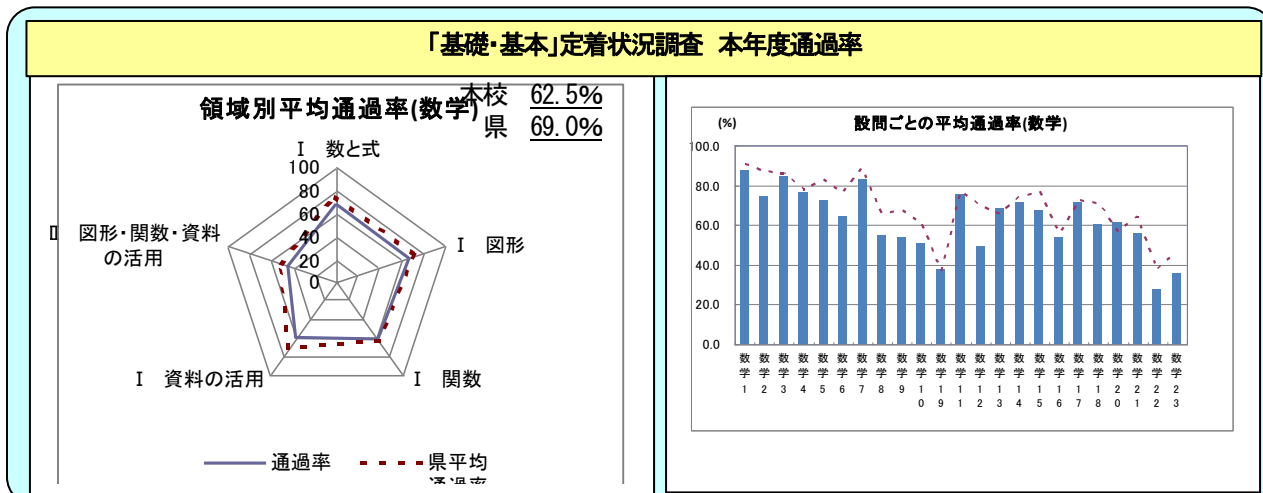 「基礎・基本」定着状況調査 本年度通過率
領域別平均通過率(数学)
本校 62.5%
県 69.0%
Ⅰ 数と式
100
80
60
40
20
0
Ⅰ 図形
Ⅰ 関数
Ⅰ 資料の活用
図形・関数・資料
の活用
通過率
県平均
通過率
設問ごとの平均通過率(数学)
(%)
100.0
80.0
60.0
40.0
20.0
0.0
数学1
数学2
数学3
数学4
数学5
数学6
数学7
数学8
数学9
数学10
数学19
数学11
数学12
数学13
数学14
数学15
数学16
数学17
数学18
数学20
数学21
数学22
数学23